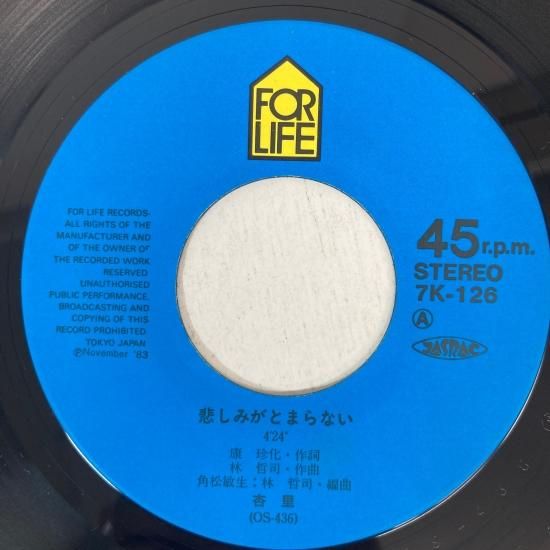 FOR
LIFE
FOR LIFE RECORDS-
ALL RIGHTS OF THE
MANUFACTURER AND
OF THE OWNER OF
THE RECORDED WORK
RESERVED.
UNAUTHORISED
PUBLIC PERFORMANCE,
BROADCASTING AND
COPYING OF THIS
RECORD PROHIBITED.
TOKYO JAPAN
ⓅNovember '83
45r.p.m.
STEREO
7K-126
Ⓐ
JASRAC
悲しみがとまらない
4'24"
康 珍化・作詞
林 哲司・作曲
角松敏生;林 哲司・編曲
杏里
(OS-436)